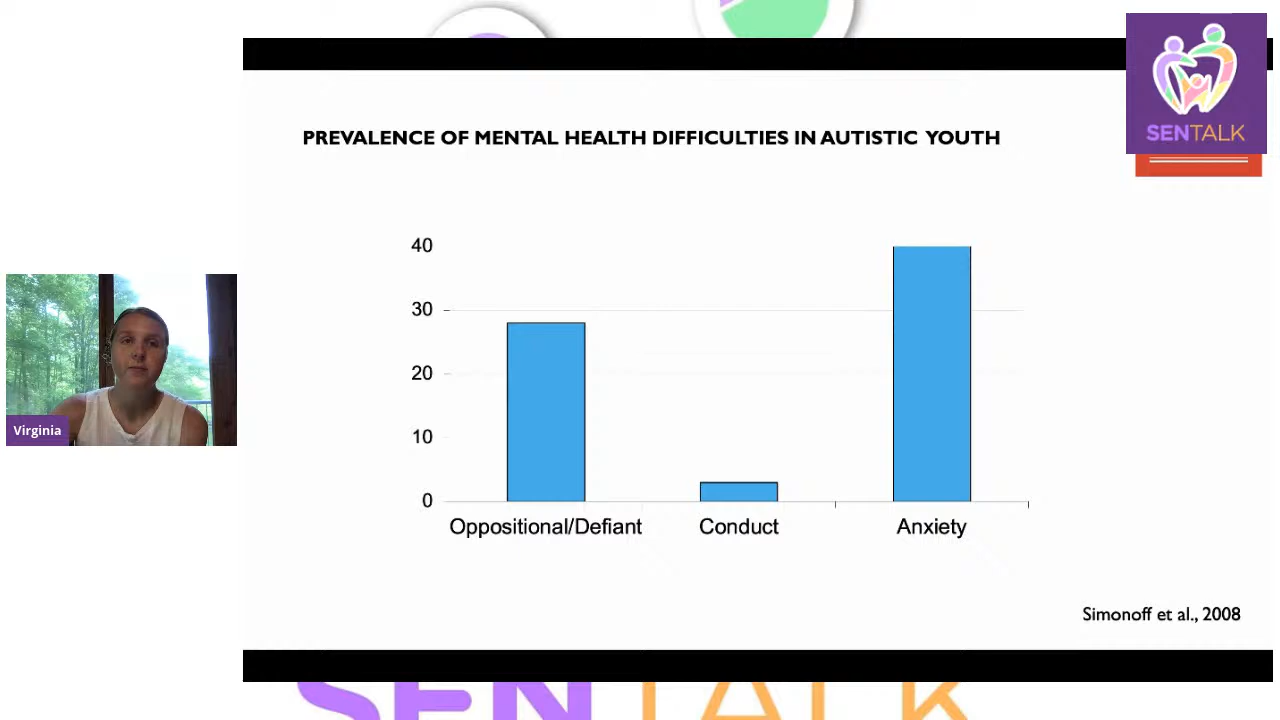 SENTALK
PREVALENCE OF MENTAL HEALTH DIFFICULTIES IN AUTISTIC YOUTH
40
30
20
10
0
Oppositional/Defiant Conduct Anxiety
Virginia
Simonoff et al., 2008
SENTALK